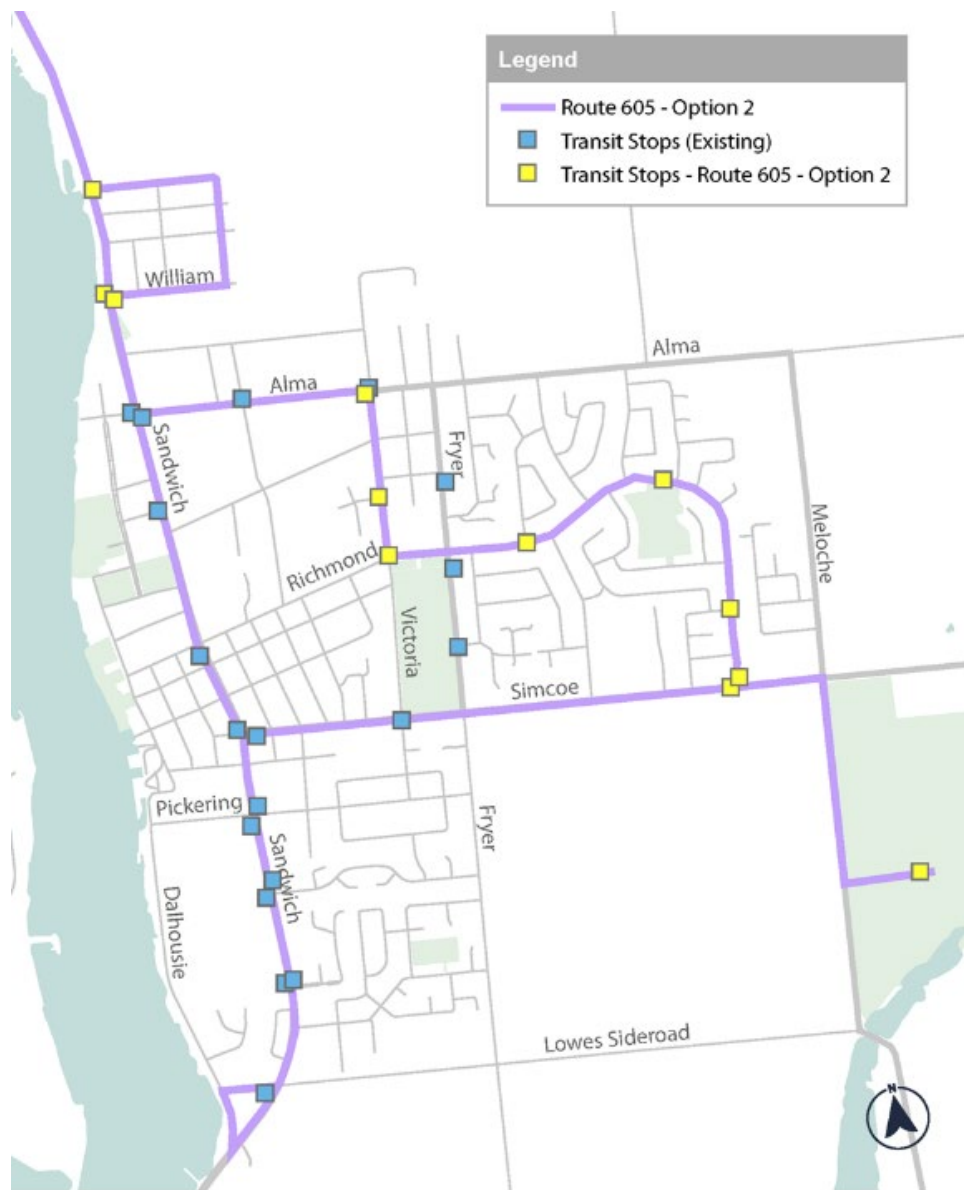 Legend
Route 605 - Option 2
Transit Stops (Existing)
Transit Stops - Route 605 - Option 2
William
Alma
Alma
Sandwich
Fryer
Meloche
Richmond
Victoria
Simcoe
Pickering
Sandwich
Fryer
Dalhousie
Lowes Sideroad
N